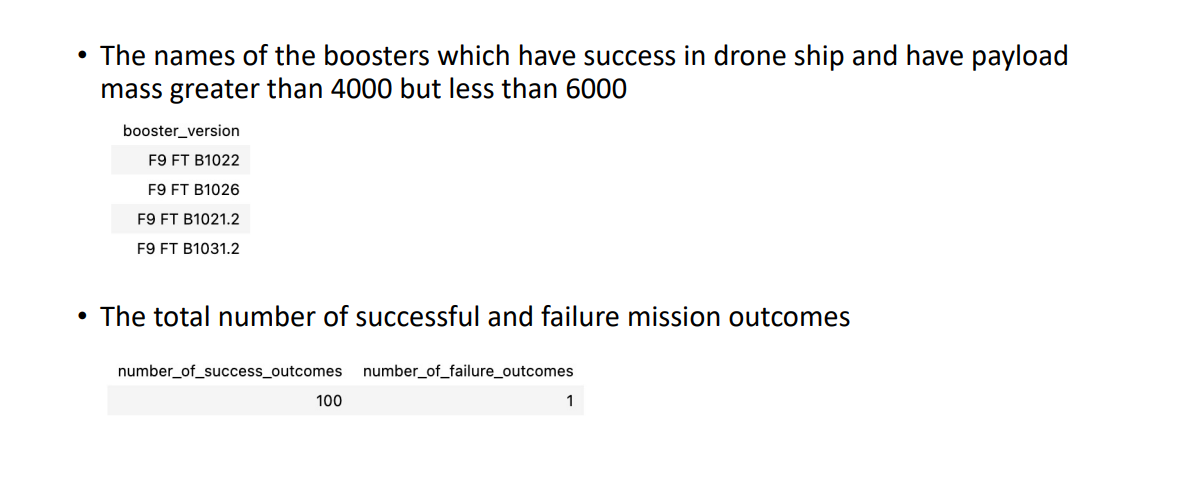 • The names of the boosters which have success in drone ship and have payload
mass greater than 4000 but less than 6000
booster_version
F9 FT B1022
F9 FT B1026
F9 FT B1021.2
F9 FT B1031.2
• The total number of successful and failure mission outcomes
number_of_success_outcomes number_of_failure_outcomes
100 1